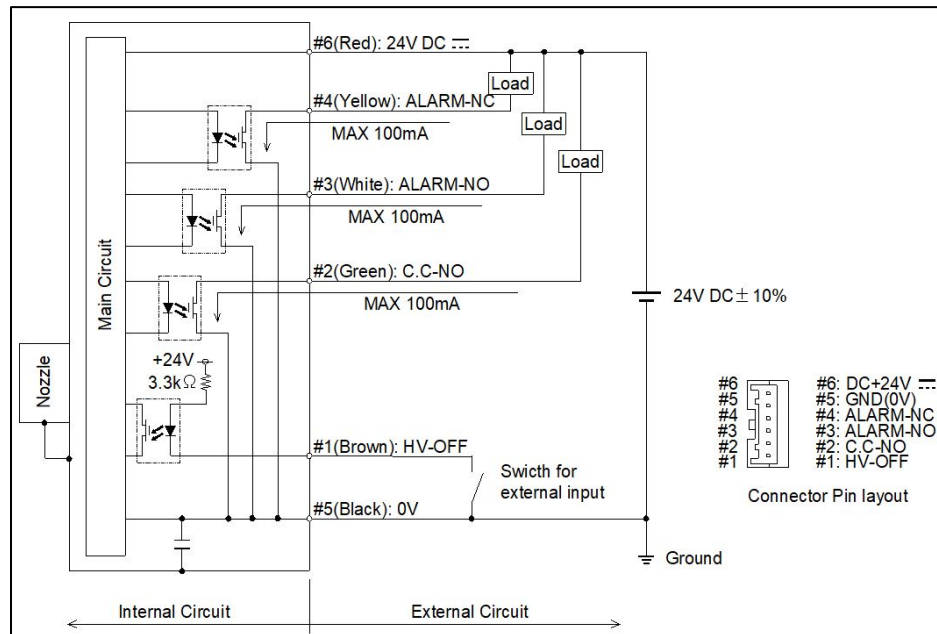 #6(Red): 24V DC ⎓
Load
#4(Yellow): ALARM-NC
MAX 100mA
Load
Load
#3(White): ALARM-NO
MAX 100mA
Main Circuit
#2(Green): C.C-NO
MAX 100mA
24V DC± 10%
Nozzle
+24V
3.3kΩ
#1(Brown): HV-OFF
Swicth for
external input
#5(Black): 0V
Ground
#6
#5
#4
#3
#2
#1
#6: DC+24V ⎓
#5: GND(0V)
#4: ALARM-NC
#3: ALARM-NO
#2: C.C-NO
#1: HV-OFF
Connector Pin layout
Internal Circuit
External Circuit